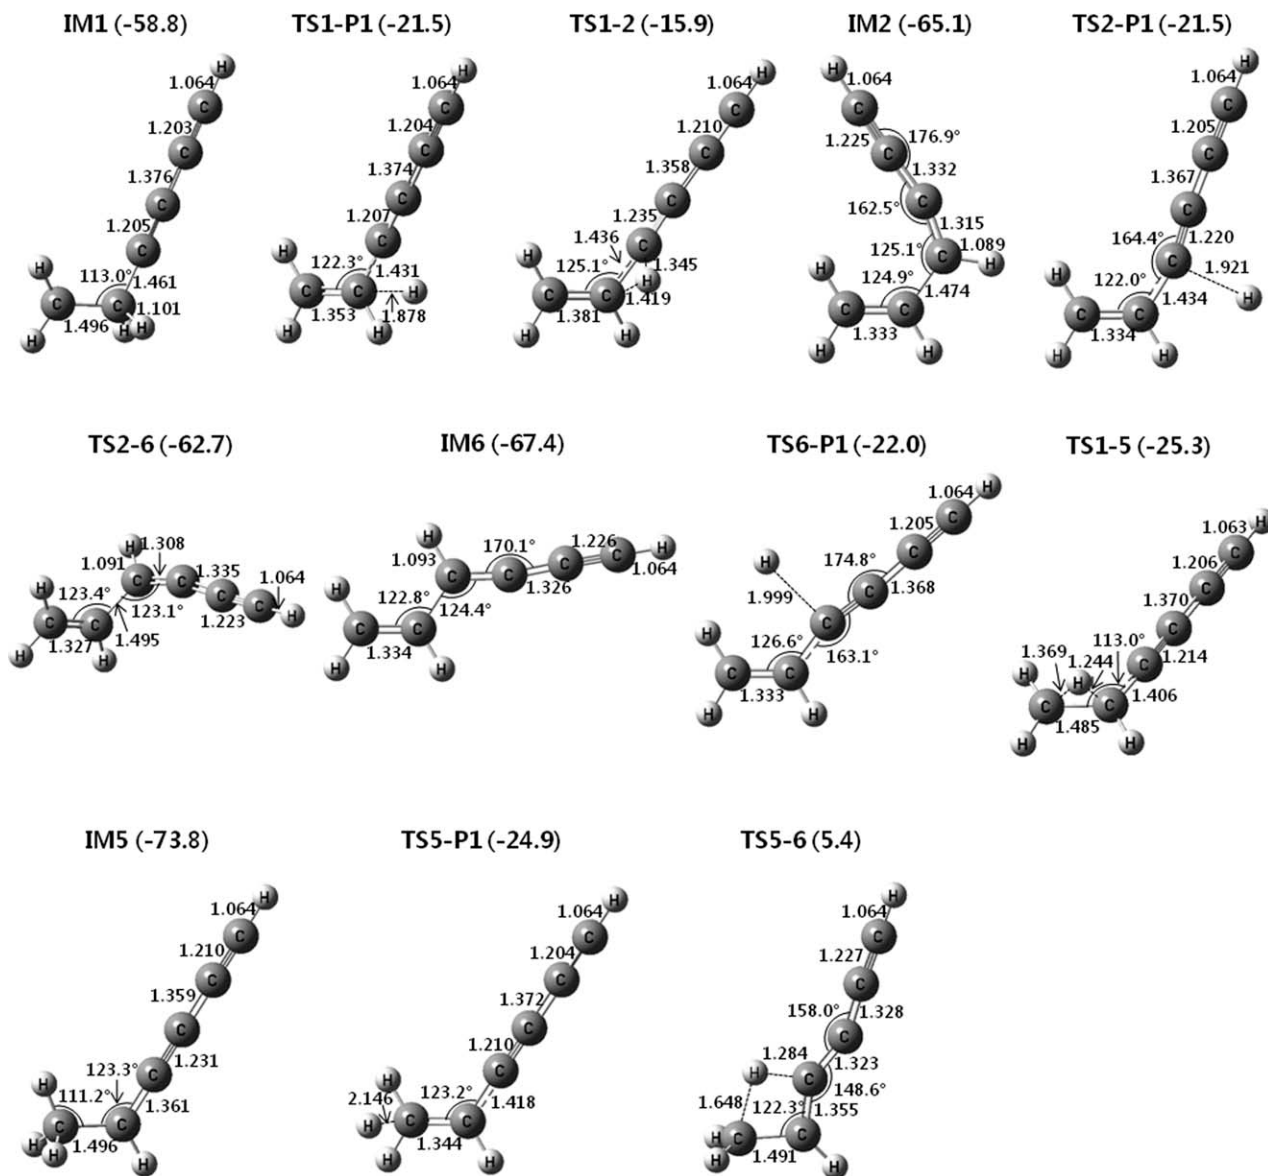 IM1 (-58.8) TS1-P1 (-21.5) TS1-2 (-15.9) IM2 (-65.1) TS2-P1 (-21.5)
H
1.064
C
1.203
C
1.376
C
1.205
C
H
113.0°
1.461
C
C
1.101
1.496
H
H
H
H
1.064
C
1.204
C
1.374
C
1.207
C
H
122.3°
1.431
C
C
H
1.353
1.878
H
H
H
1.064
C
1.210
C
1.358
C
1.235
C
1.436
H
125.1°
1.345
H
C
C
1.419
1.381
H
H
H
1.064
C
176.9°
1.225
C
1.332
162.5°
C
1.315
125.1°
1.089
C
H
124.9°
1.474
C
C
1.333
H
H
H
1.064
C
1.205
C
1.367
C
164.4°
1.220
C
1.921
H
122.0°
H
1.434
C
C
1.334
H
H
TS2-6 (-62.7) IM6 (-67.4) TS6-P1 (-22.0) TS1-5 (-25.3)
H
1.308
1.091
C
C
1.335
1.064
H
123.4°
123.1°
C
C
H
C
C
1.223
1.327
1.495
H
H
H
170.1°
1.226
H
1.093
C
C
C
C
1.064
1.326
H
122.8°
124.4°
C
C
1.334
H
H
1.064
H
C
1.205
C
H
174.8°
C
1.368
1.999
C
H
126.6°
163.1°
C
C
1.333
H
H
H
1.063
C
1.206
C
1.370
C
1.369
113.0°
1.214
1.244
C
H
H
1.406
C
C
1.485
H
H
IM5 (-73.8) TS5-P1 (-24.9) TS5-6 (5.4)
H
1.064
C
1.210
C
1.359
C
1.231
123.3°
C
H
111.2°
1.361
C
C
H
H
1.496
H
H
1.064
C
1.204
C
1.372
C
1.210
C
H
2.146
123.2°
1.418
H
C
C
1.344
H
H
H
1.064
C
1.227
C
158.0°
1.328
C
1.284
1.323
H
C
148.6°
1.648
122.3°
1.355
H
C
C
H
1.491
H